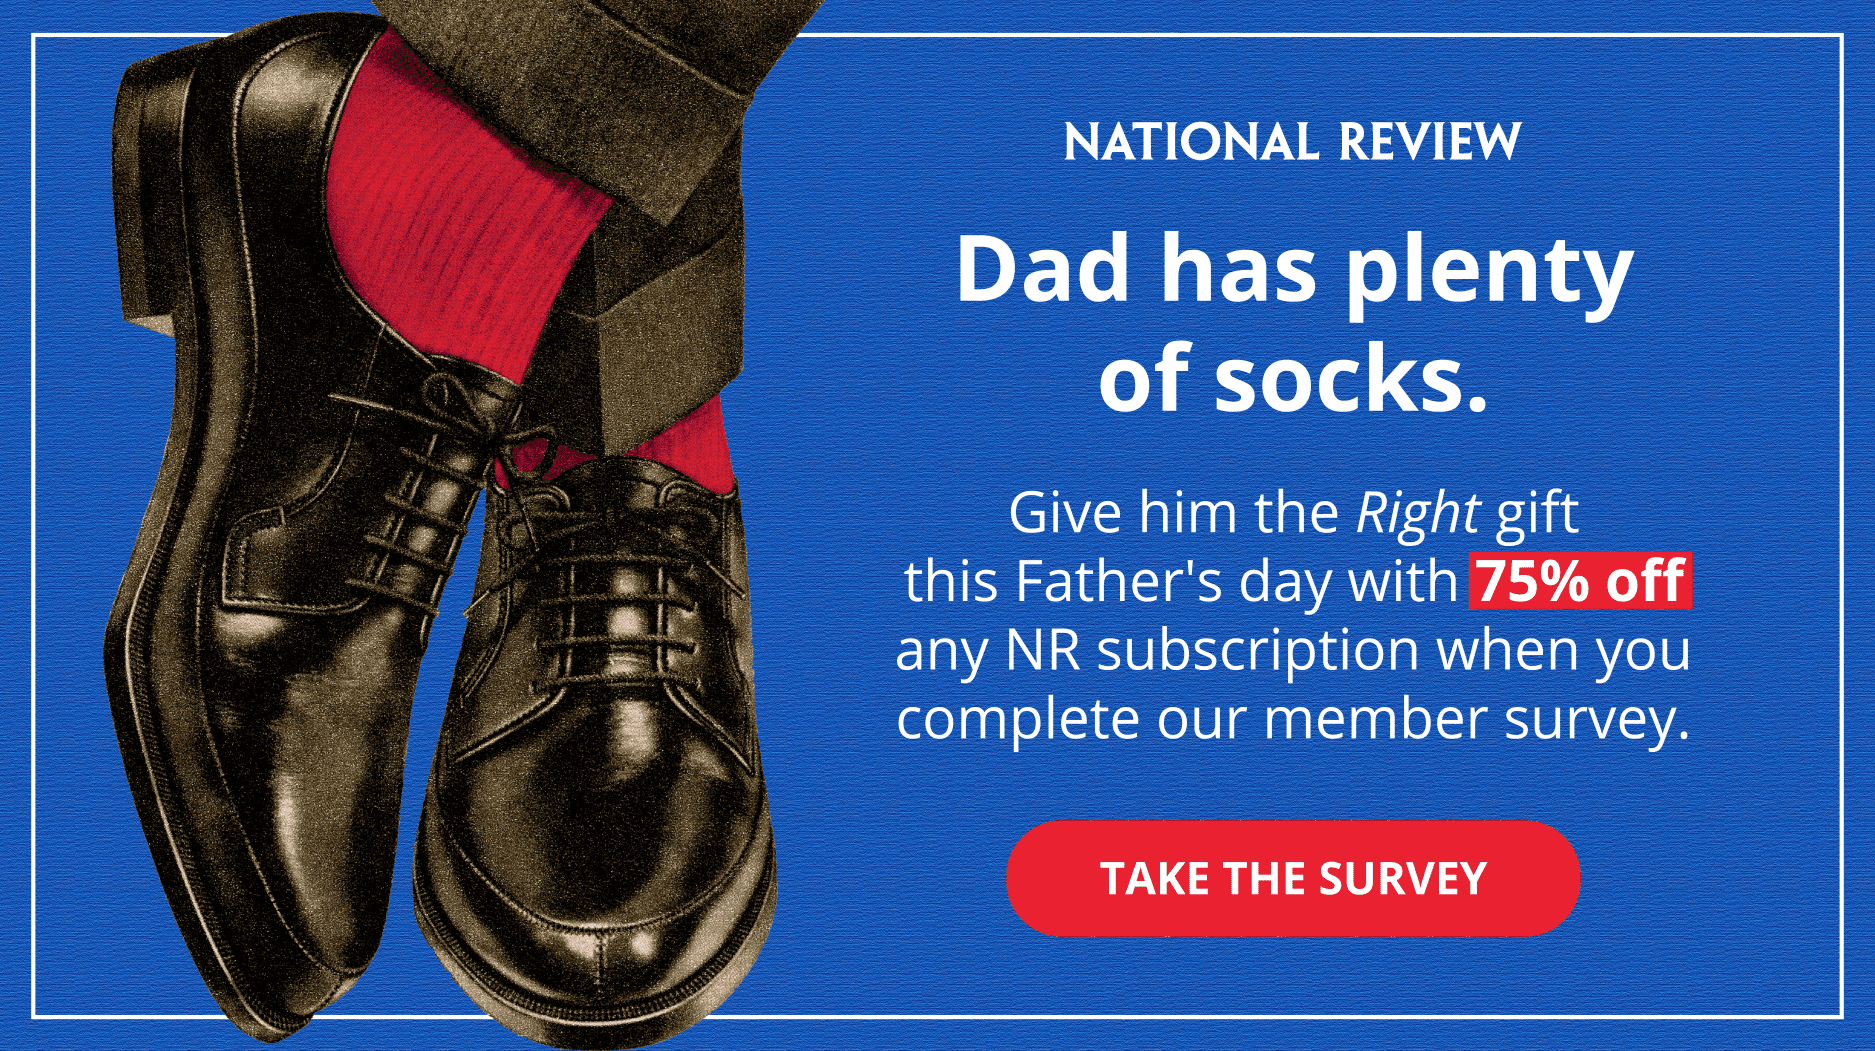 NATIONAL REVIEW
Dad has plenty
of socks.
Give him the Right gift
this Father's day with 75% off
any NR subscription when you
complete our member survey.
TAKE THE SURVEY